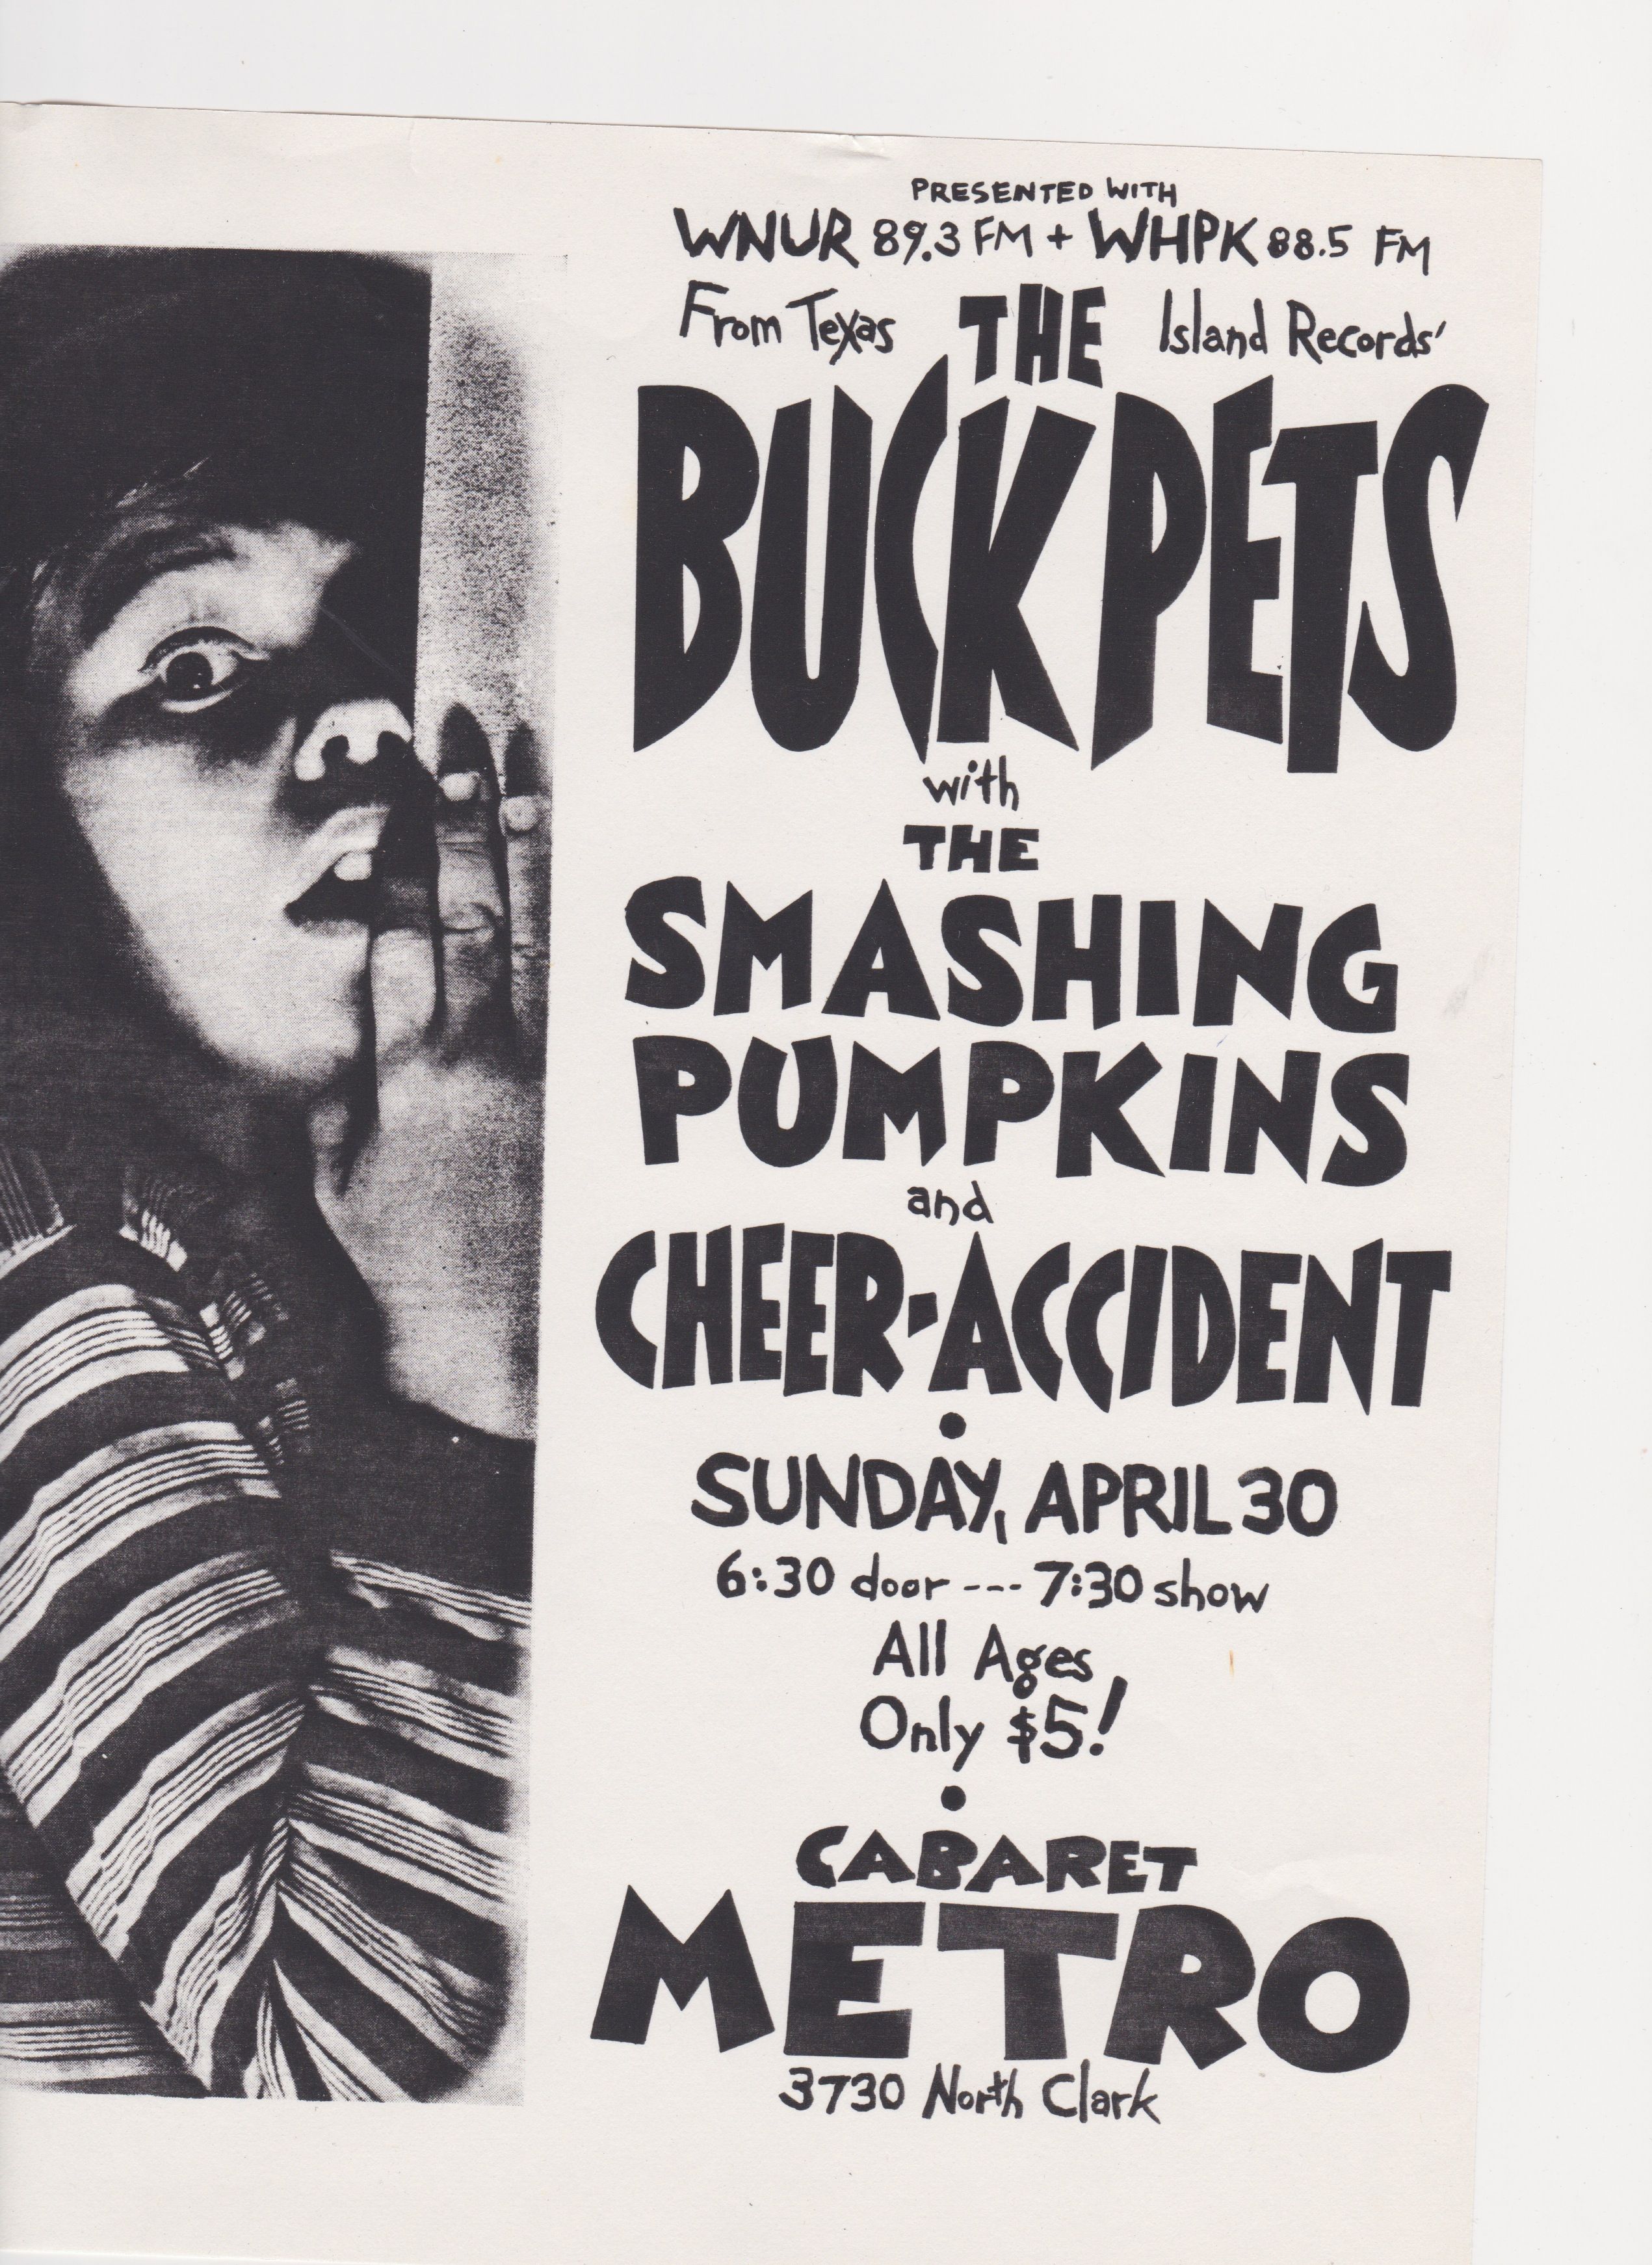 PRESENTED WITH
WNUR 89.3 FM + WHPK 88.5 FM
From Texas THE Island Records'
BUCK PETS
with
THE
SMASHING
PUMPKINS
and
CHEER-ACCIDENT
•
SUNDAY, APRIL 30
6:30 door --- 7:30 show
All Ages
Only $5!
•
CABARET
METRO
3730 North Clark